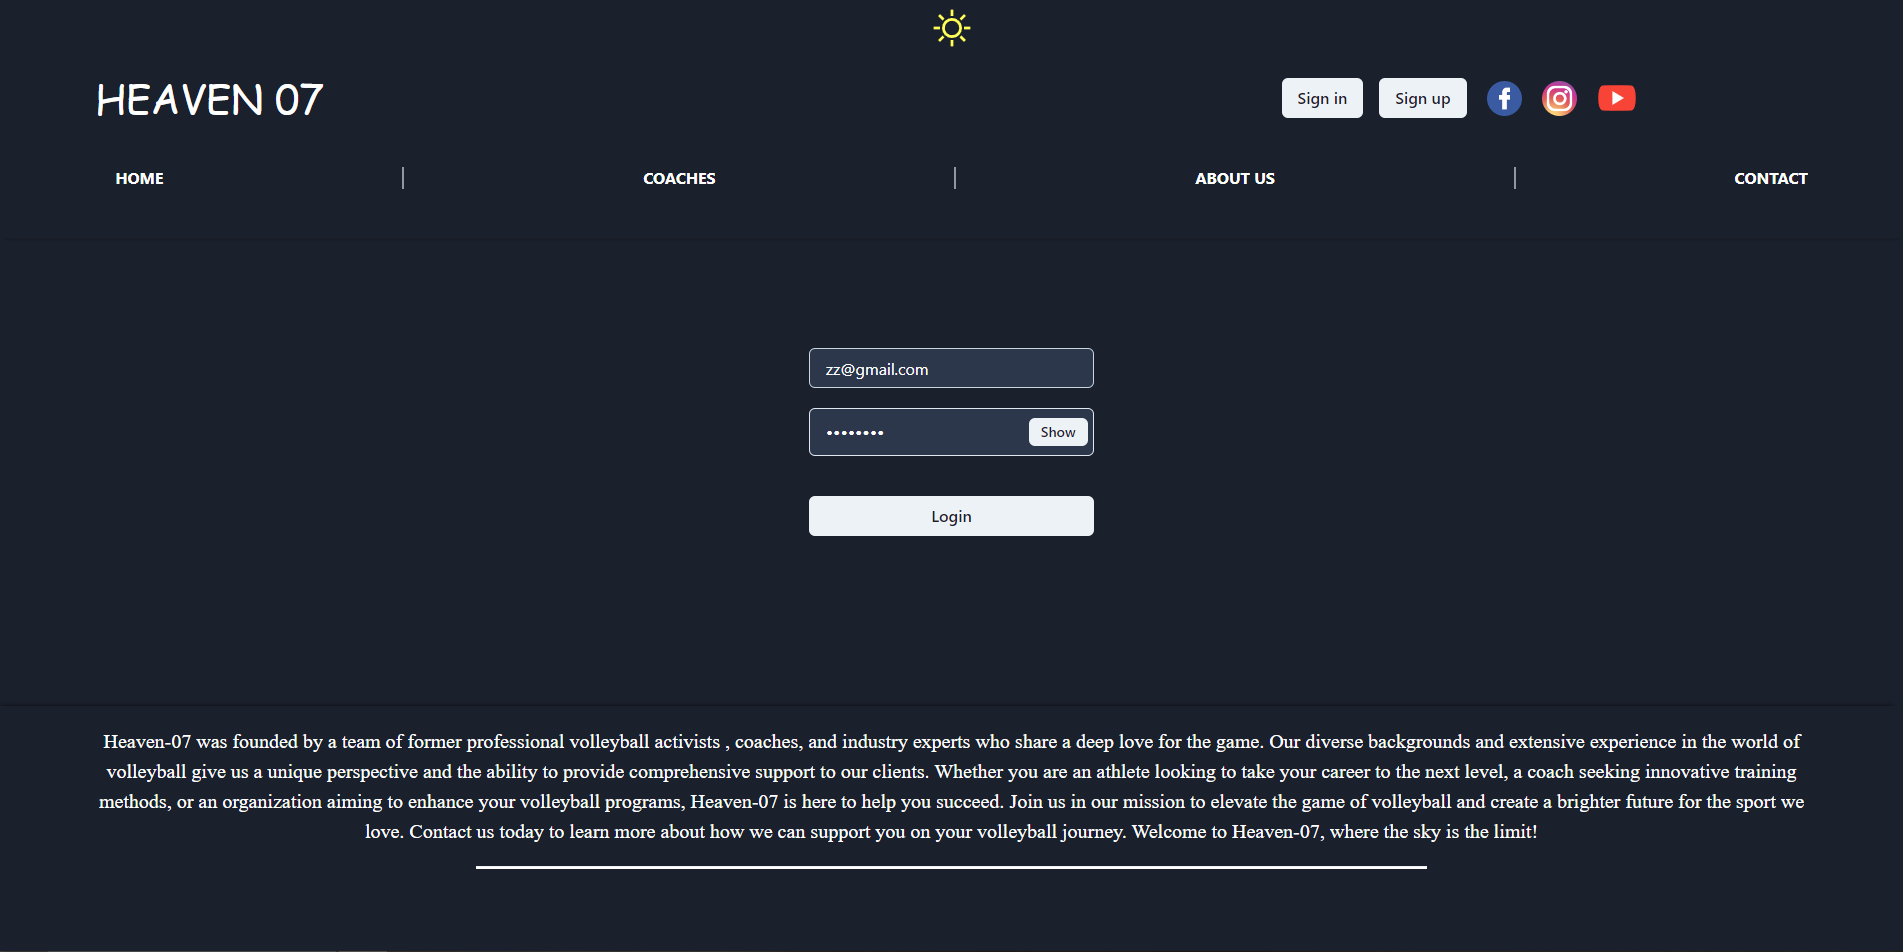 HEAVEN 07
Sign in
Sign up
HOME
COACHES
ABOUT US
CONTACT
zz@gmail.com
••••••••
Show
Login
Heaven-07 was founded by a team of former professional volleyball activists , coaches, and industry experts who share a deep love for the game. Our diverse backgrounds and extensive experience in the world of
volleyball give us a unique perspective and the ability to provide comprehensive support to our clients. Whether you are an athlete looking to take your career to the next level, a coach seeking innovative training
methods, or an organization aiming to enhance your volleyball programs, Heaven-07 is here to help you succeed. Join us in our mission to elevate the game of volleyball and create a brighter future for the sport we
love. Contact us today to learn more about how we can support you on your volleyball journey. Welcome to Heaven-07, where the sky is the limit!